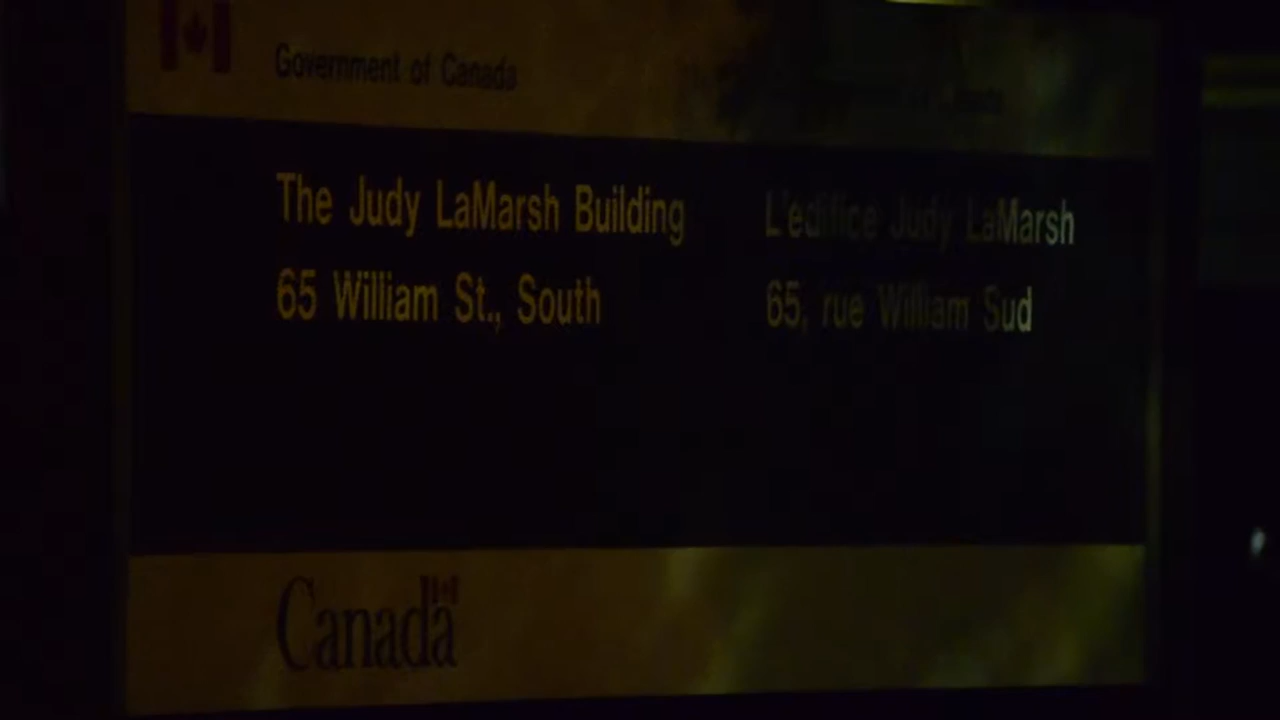 Government of Canada
The Judy LaMarsh Building
65 William St., South
L'edifice Judy LaMarsh
65, rue William Sud
Canada